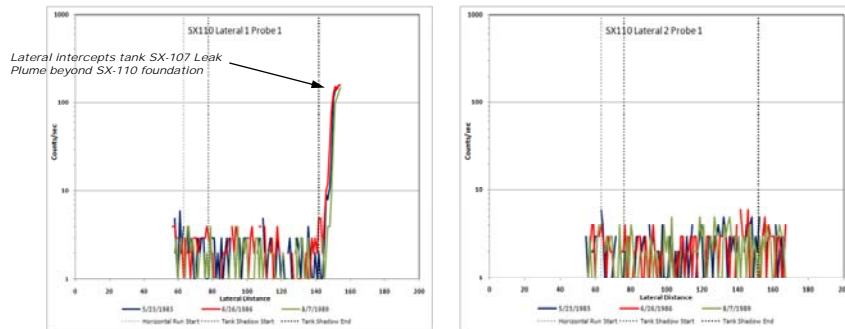 SX110 Lateral 1 Probe 1
Lateral intercepts tank SX-107 Leak
Plume beyond SX-110 foundation
1000
100
10
1
Counts/sec
0 20 40 60 80 100 120 140 160 180 200
Lateral Distance
5/23/1985 6/26/1986 8/7/1989
Horizontal Run Start Tank Shadow Start Tank Shadow End
SX110 Lateral 2 Probe 1
1000
100
10
1
Counts/sec
0 20 40 60 80 100 120 140 160 180 200
Lateral Distance
5/23/1985 6/26/1986 8/7/1989
Horizontal Run Start Tank Shadow Start Tank Shadow End